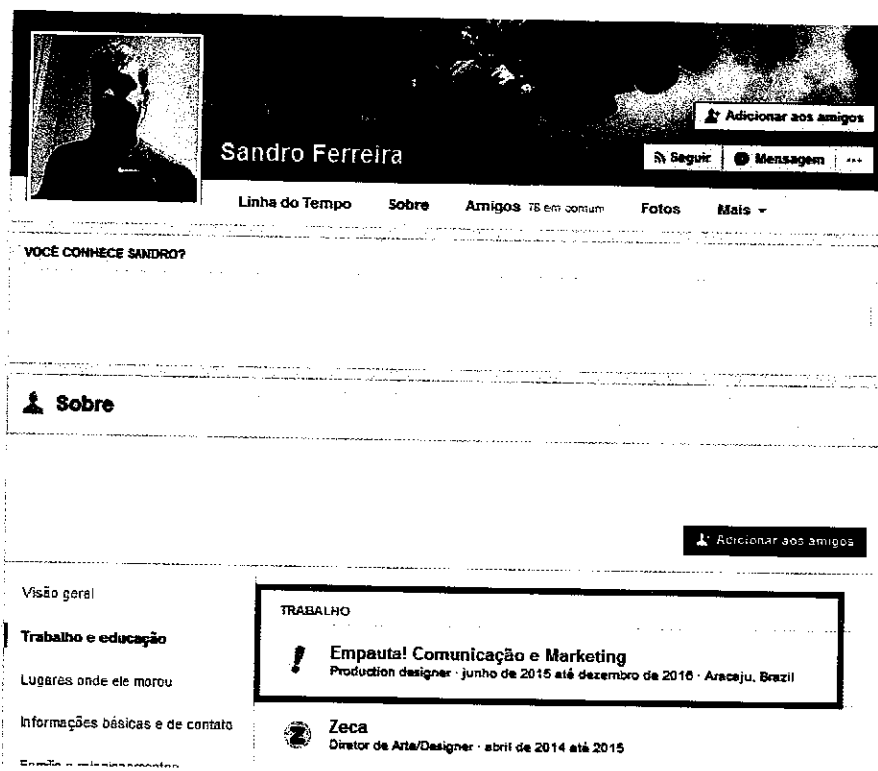 Adicionar aos amigos
Sandro Ferreira
Seguir Mensagem ...
Linha do Tempo Sobre Amigos 76 em comum Fotos Mais
VOCÊ CONHECE SANDRO?
Sobre
Adicionar aos amigos
Visão geral
Trabalho e educação
Lugares onde ele morou
Informações básicas e de contato
TRABALHO
Empauta! Comunicação e Marketing
Production designer · junho de 2015 até dezembro de 2016 · Aracaju, Brazil
Zeca
Diretor de Arte/Designer · abril de 2014 até 2015